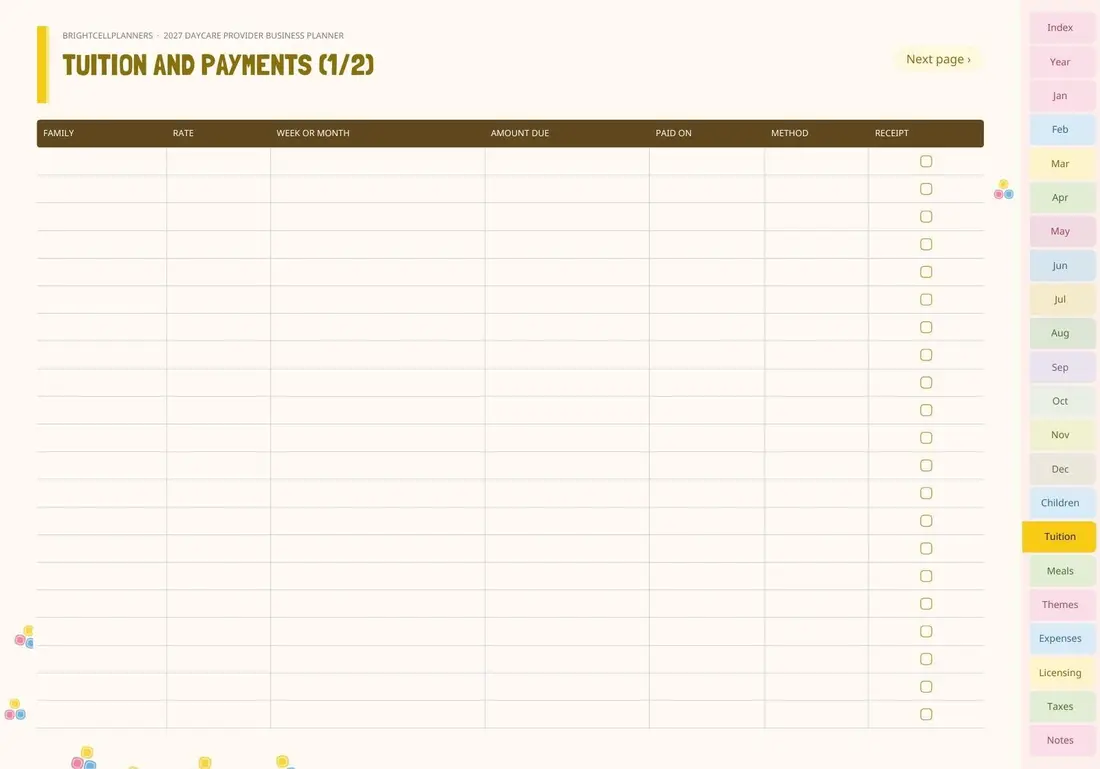 BRIGHTCELLPLANNERS · 2027 DAYCARE PROVIDER BUSINESS PLANNER
TUITION AND PAYMENTS (1/2)
Next page ›
FAMILY RATE WEEK OR MONTH AMOUNT DUE PAID ON METHOD RECEIPT
Index
Year
Jan
Feb
Mar
Apr
May
Jun
Jul
Aug
Sep
Oct
Nov
Dec
Children
Tuition
Meals
Themes
Expenses
Licensing
Taxes
Notes